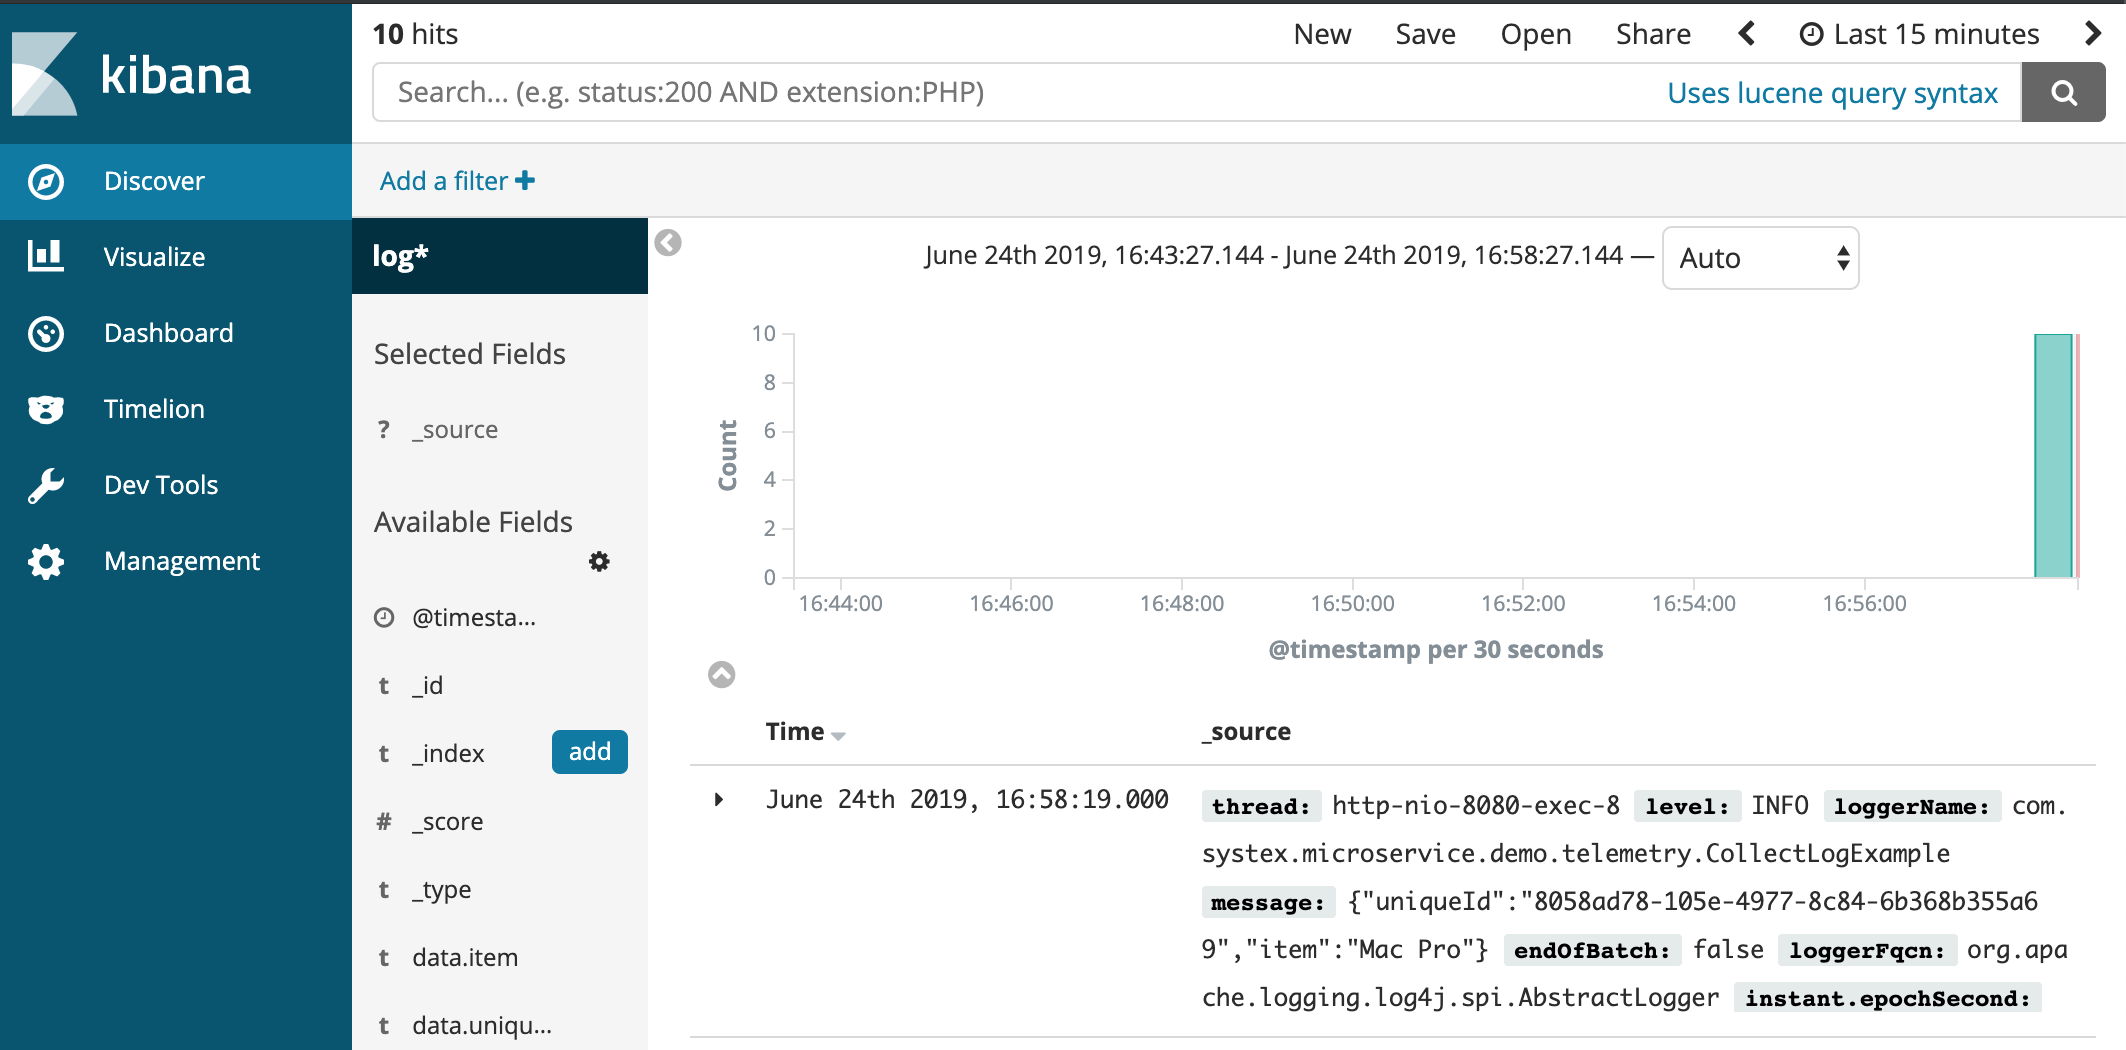 kibana
Discover
Visualize
Dashboard
Timelion
Dev Tools
Management
10 hits
New Save Open Share Last 15 minutes
Search... (e.g. status:200 AND extension:PHP) Uses lucene query syntax
Add a filter
log*
Selected Fields
? _source
Available Fields
@timesta...
t _id
t _index add
# _score
t _type
t data.item
t data.uniqu...
June 24th 2019, 16:43:27.144 - June 24th 2019, 16:58:27.144 — Auto
Count
10
8
6
4
2
0
16:44:00 16:46:00 16:48:00 16:50:00 16:52:00 16:54:00 16:56:00
@timestamp per 30 seconds
Time _source
June 24th 2019, 16:58:19.000 thread: http-nio-8080-exec-8 level: INFO loggerName: com.
systex.microservice.demo.telemetry.CollectLogExample
message: {"uniqueId":"8058ad78-105e-4977-8c84-6b368b355a6
9","item":"Mac Pro"} endOfBatch: false loggerFqcn: org.apa
che.logging.log4j.spi.AbstractLogger instant.epochSecond: